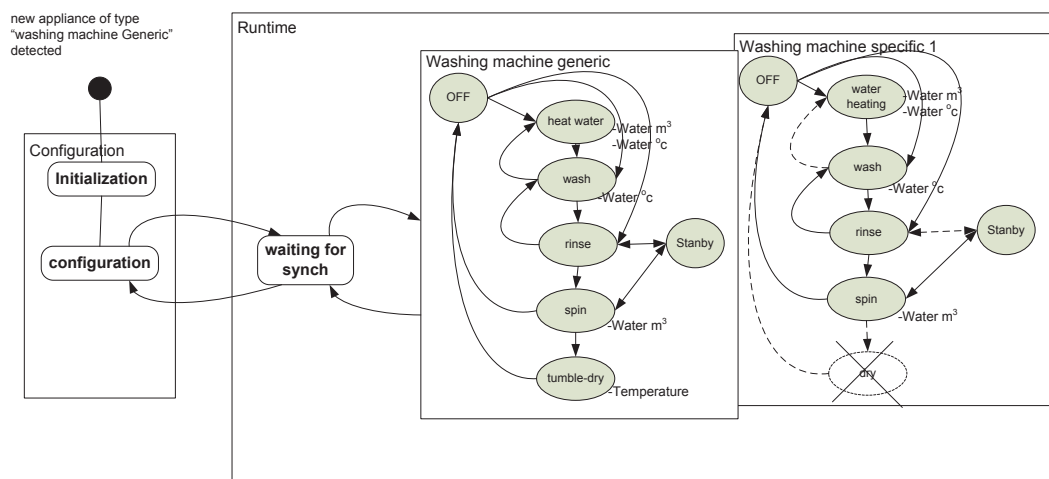 new appliance of type
“washing machine Generic”
detected
Runtime
Configuration
Initialization
configuration
waiting for
synch
Washing machine generic
OFF
heat water
-Water m³
-Water °c
wash
-Water °c
rinse
Stanby
spin
-Water m³
tumble-dry
-Temperature
Washing machine specific 1
OFF
water
heating
-Water m³
-Water °c
wash
-Water °c
rinse
Stanby
spin
-Water m³
dry